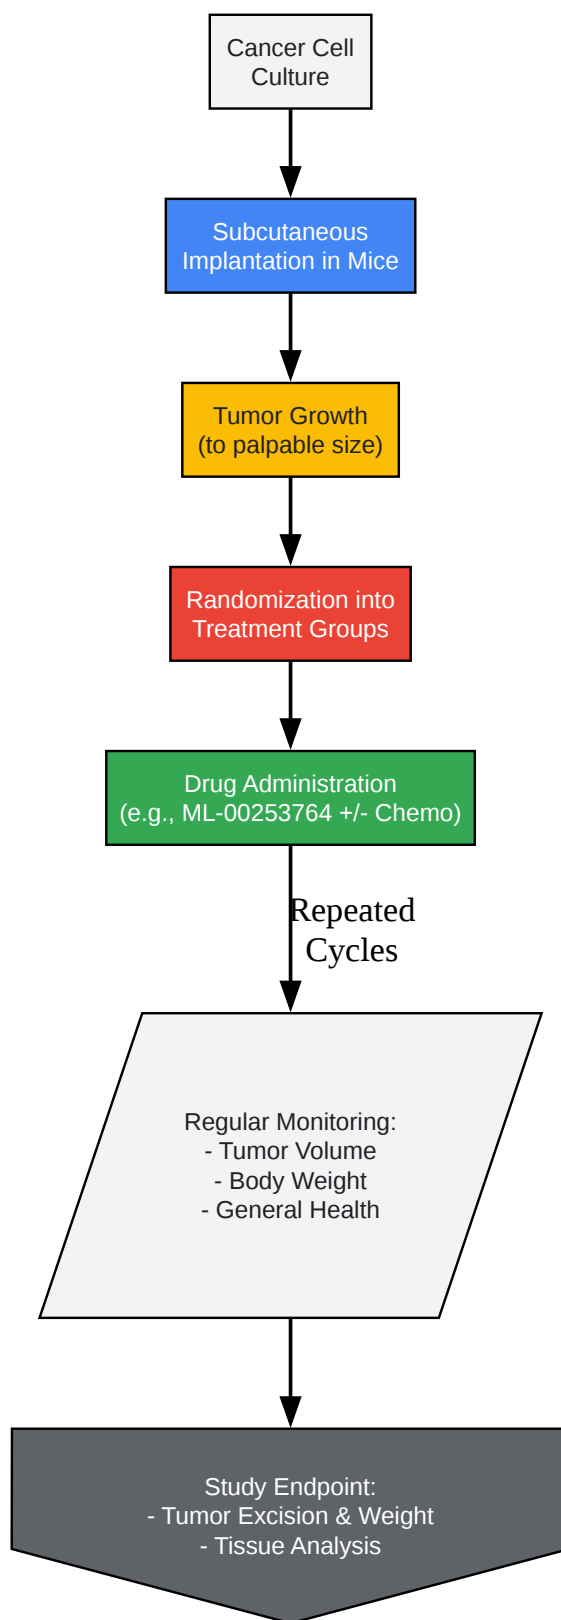 Cancer Cell
Culture
Subcutaneous
Implantation in Mice
Tumor Growth
(to palpable size)
Randomization into
Treatment Groups
Drug Administration
(e.g., ML-00253764 +/- Chemo)
Repeated
Cycles
Regular Monitoring:
- Tumor Volume
- Body Weight
- General Health
Study Endpoint:
- Tumor Excision & Weight
- Tissue Analysis